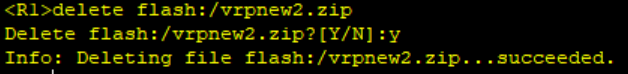 <R1>delete flash:/vrpnew2.zip
Delete flash:/vrpnew2.zip?[Y/N]:y
Info: Deleting file flash:/vrpnew2.zip...succeeded.